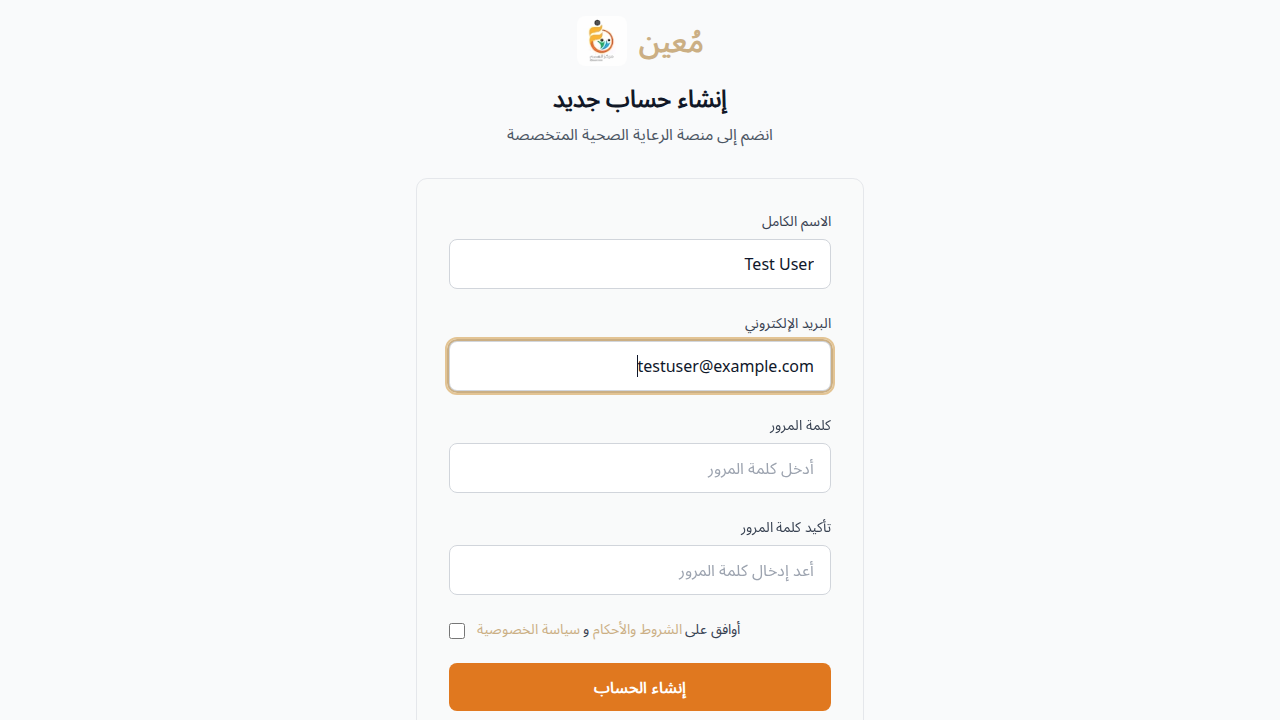 مُعين
إنشاء حساب جديد
انضم إلى منصة الرعاية الصحية المتخصصة
الاسم الكامل
Test User
البريد الإلكتروني
testuser@example.com
كلمة المرور
أدخل كلمة المرور
تأكيد كلمة المرور
أعد إدخال كلمة المرور
أوافق على الشروط والأحكام و سياسة الخصوصية
إنشاء الحساب